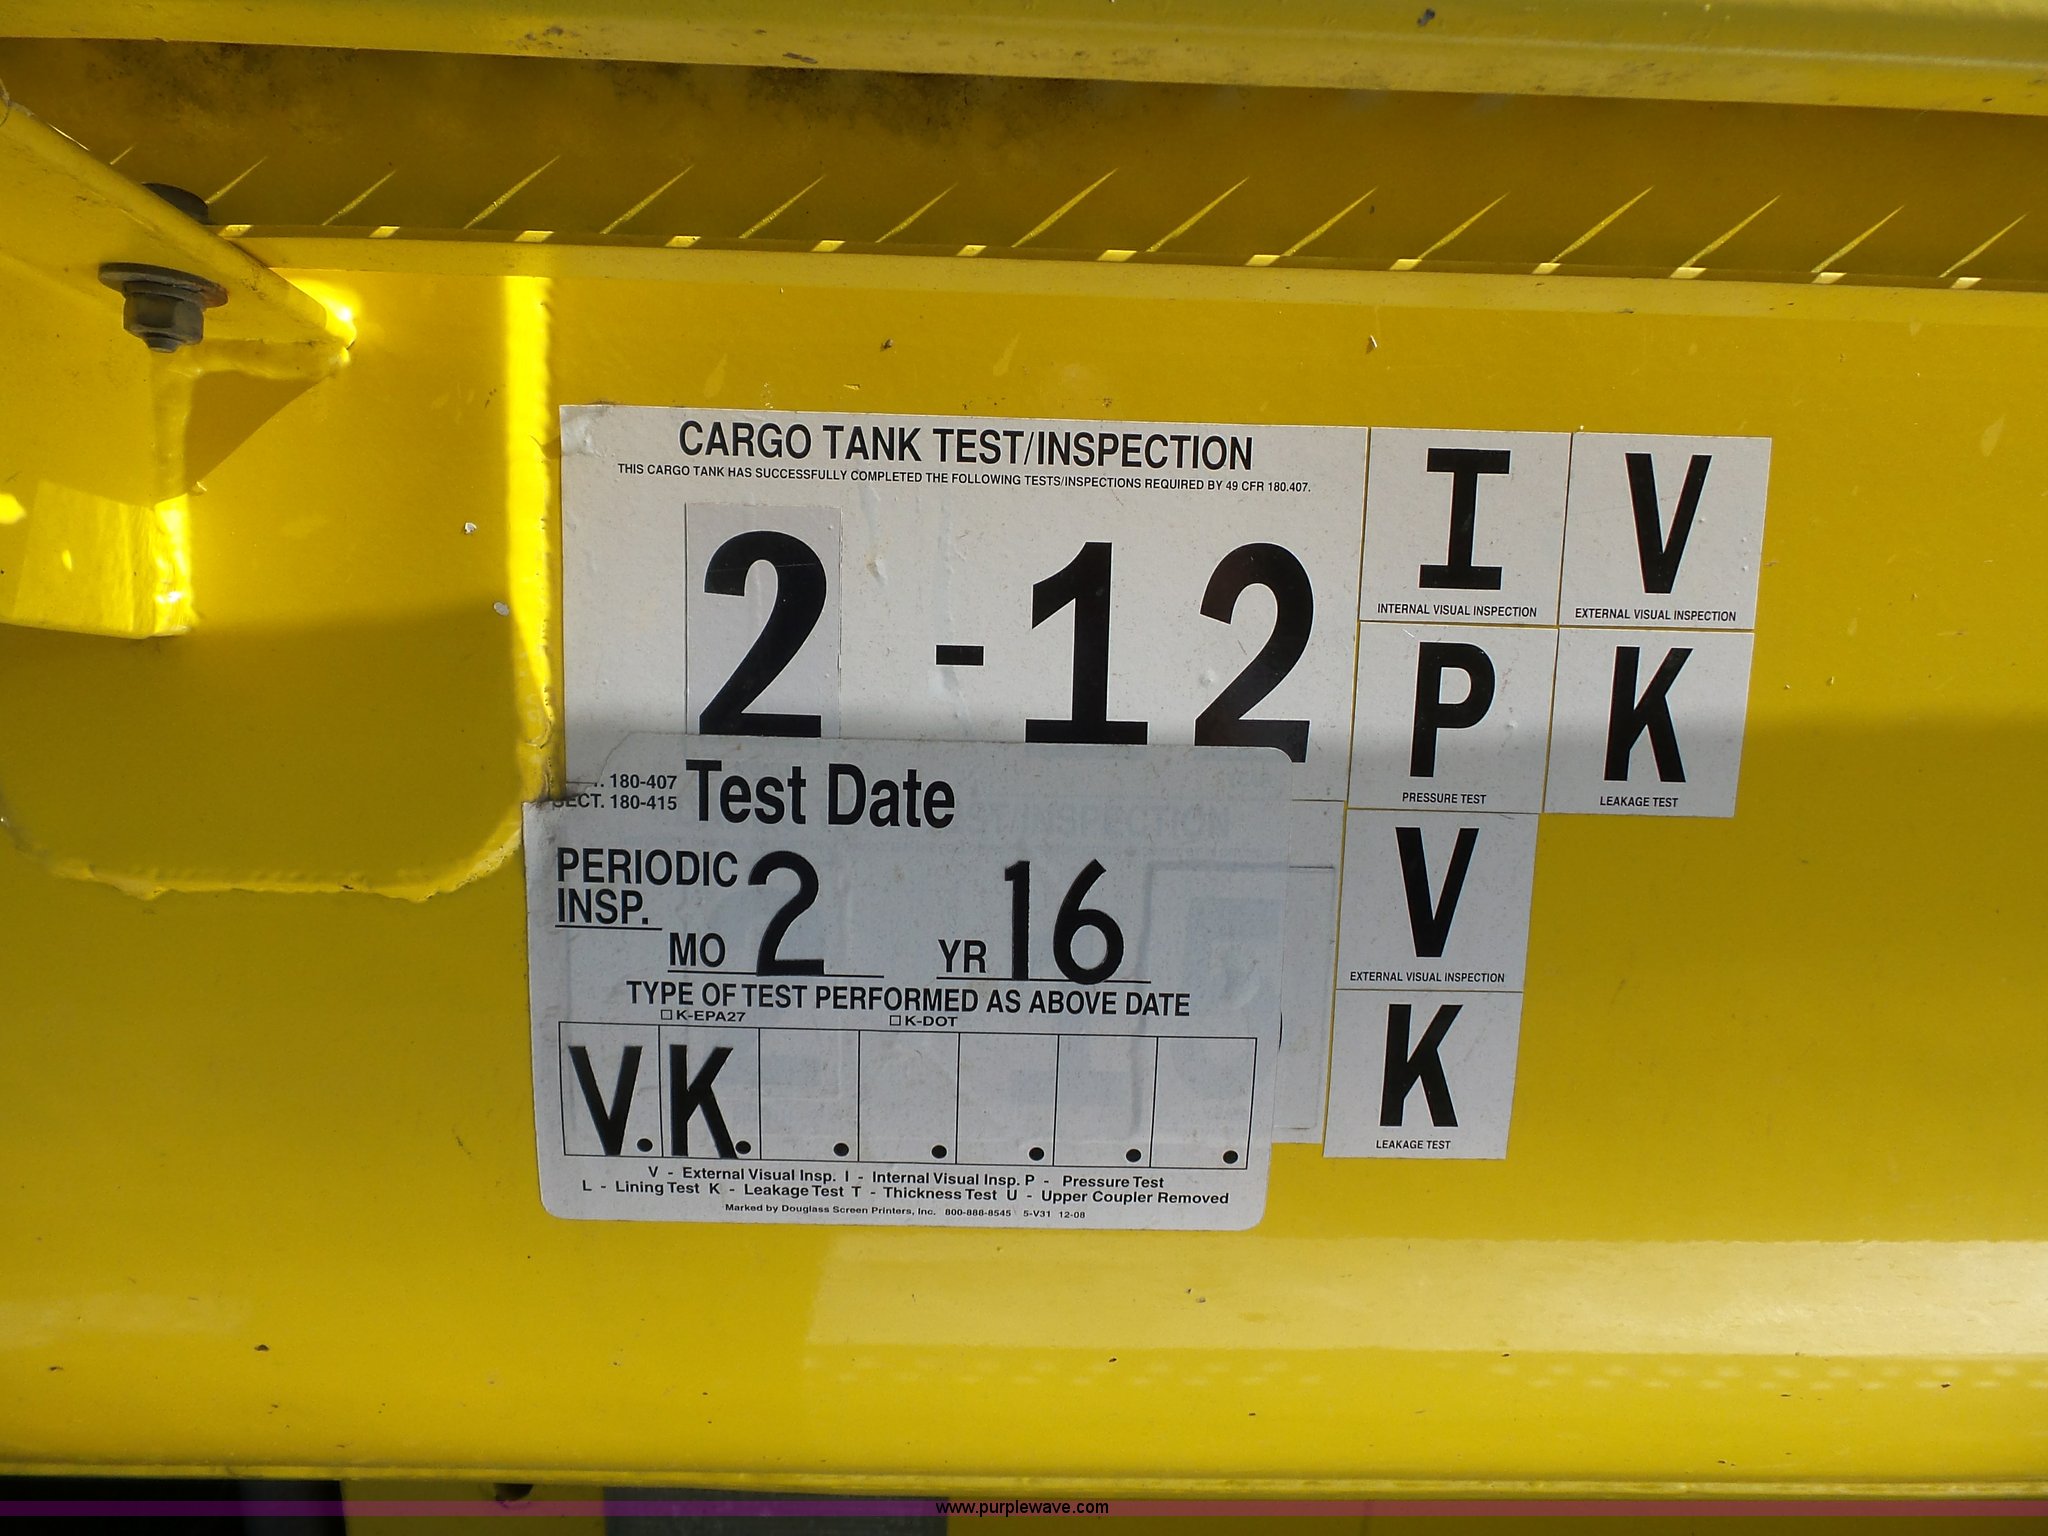 CARGO TANK TEST/INSPECTION
THIS CARGO TANK HAS SUCCESSFULLY COMPLETED THE FOLLOWING TESTS/INSPECTIONS REQUIRED BY 49 CFR 180.407.
2 - 12
I
INTERNAL VISUAL INSPECTION
V
EXTERNAL VISUAL INSPECTION
P
PRESSURE TEST
K
LEAKAGE TEST
V
EXTERNAL VISUAL INSPECTION
K
LEAKAGE TEST
180-407
SECT. 180-415
Test Date
PERIODIC
INSP.
MO 2 YR 16
TYPE OF TEST PERFORMED AS ABOVE DATE
☐ K-EPA27 ☐ K-DOT
V. K. . . . . .
V - External Visual Insp. I - Internal Visual Insp. P - Pressure Test
L - Lining Test K - Leakage Test T - Thickness Test U - Upper Coupler Removed
Marked by Douglass Screen Printers, Inc. 800-888-8545 5-V31 12-08
www.purplewave.com